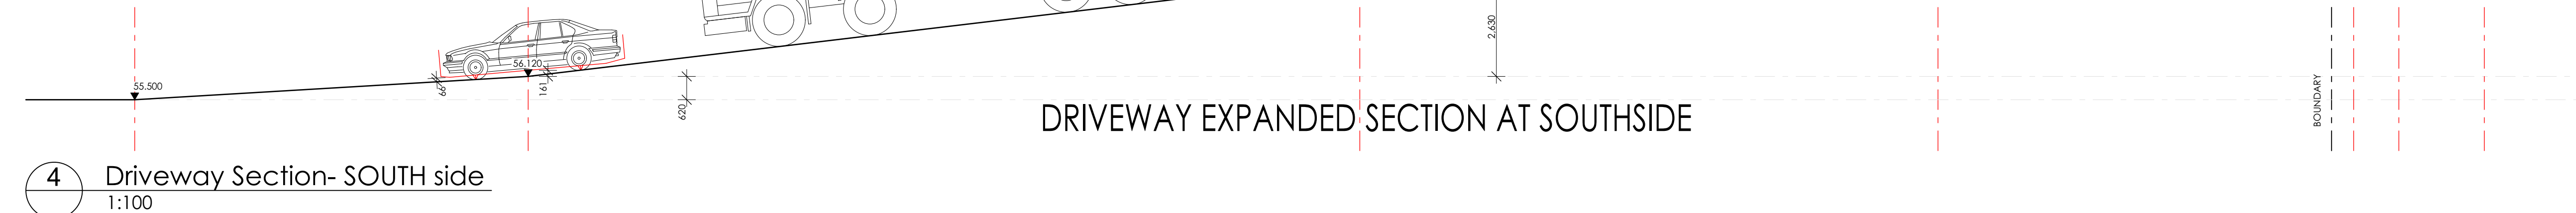 2.630
56.120
55.500
66
161
620
BOUNDARY
DRIVEWAY EXPANDED SECTION AT SOUTHSIDE
4
Driveway Section- SOUTH side
1:100